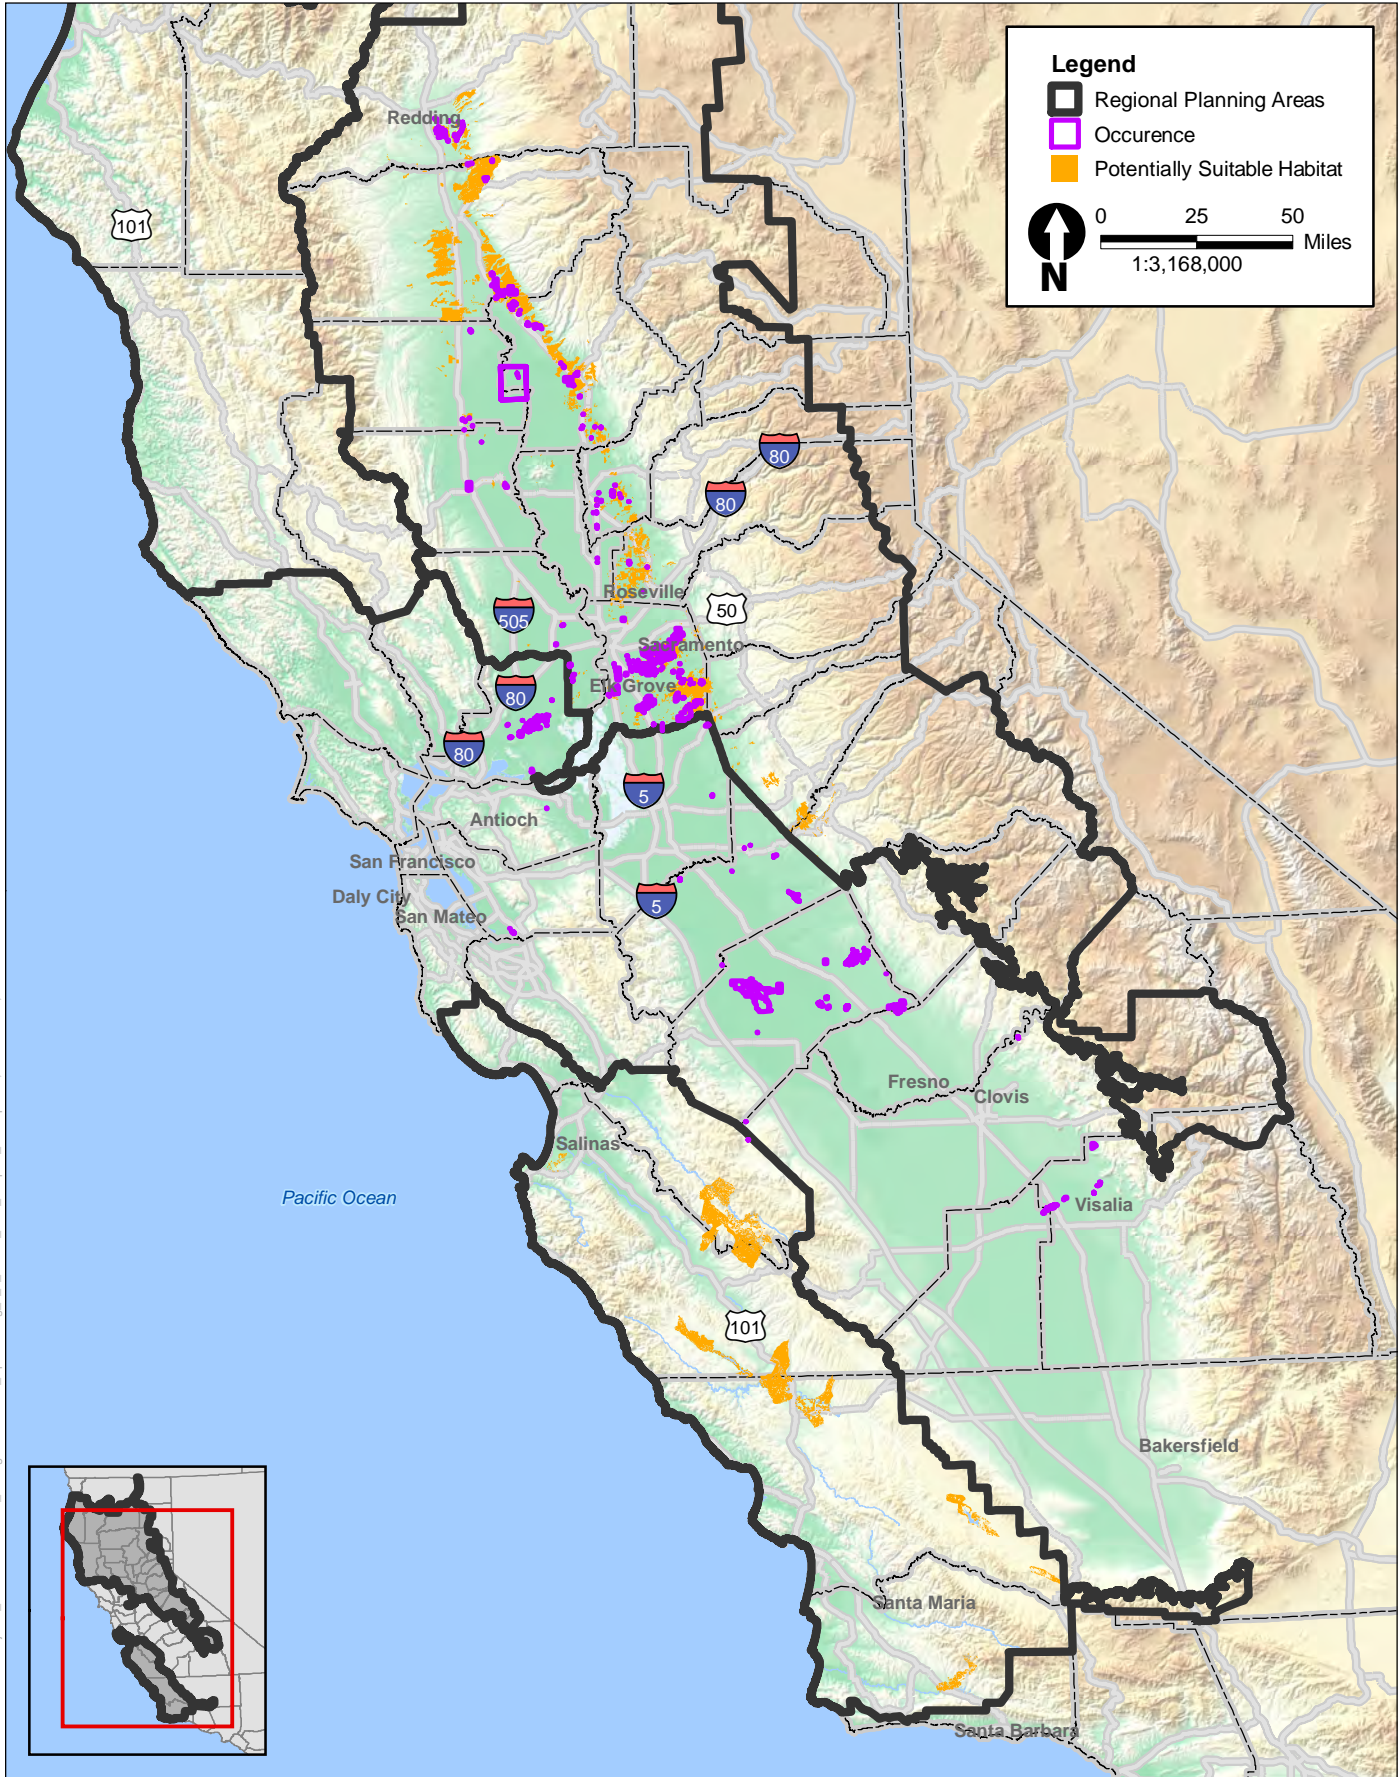 Legend
Regional Planning Areas
Occurence
Potentially Suitable Habitat
0 25 50
Miles
1:3,168,000
N
Redding
101
80
80
Roseville
50
505
Sacramento
Elk Grove
80
80
5
Antioch
San Francisco
5
Daly City
San Mateo
Fresno
Clovis
Salinas
Pacific Ocean
Visalia
101
Bakersfield
Santa Maria
Santa Barbara